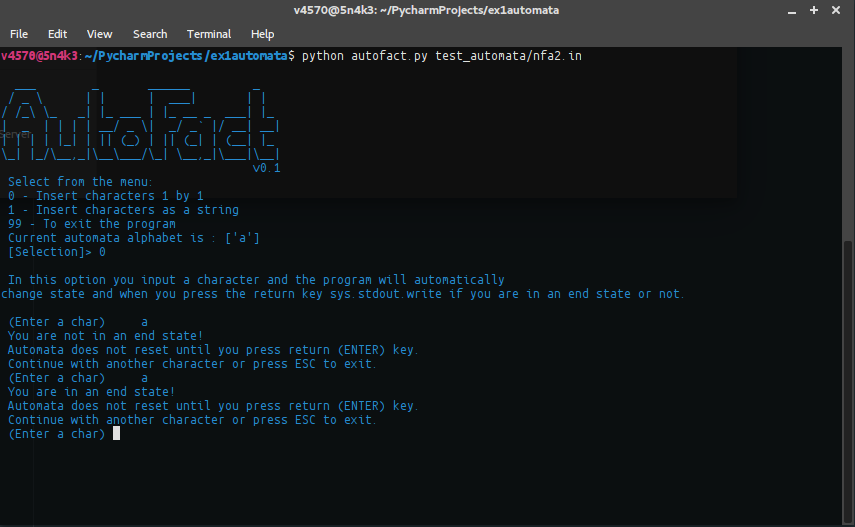 v4570@5n4k3: ~/PycharmProjects/ex1automata
File Edit View Search Terminal Help
v4570@5n4k3:~/PycharmProjects/ex1automata$ python autofact.py test_automata/nfa2.in
AutoFact
v0.1
Select from the menu:
0 - Insert characters 1 by 1
1 - Insert characters as a string
99 - To exit the program
Current automata alphabet is : ['a']
[Selection]> 0
In this option you input a character and the program will automatically
change state and when you press the return key sys.stdout.write if you are in an end state or not.
(Enter a char) a
You are not in an end state!
Automata does not reset until you press return (ENTER) key.
Continue with another character or press ESC to exit.
(Enter a char) a
You are in an end state!
Automata does not reset until you press return (ENTER) key.
Continue with another character or press ESC to exit.
(Enter a char)